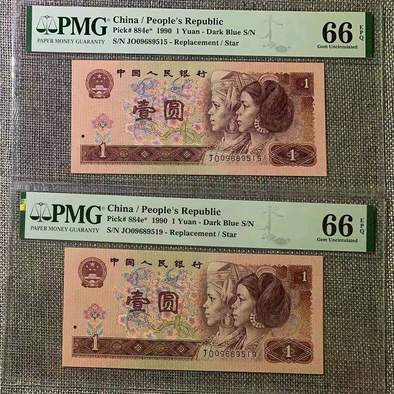 PMG
PAPER MONEY GUARANTY
China / People's Republic
Pick# 884e* 1990 1 Yuan - Dark Blue S/N
S/N JO09689515 - Replacement / Star
66 EPQ
Gem Uncirculated
中国人民银行
1
壹圆
JO09689515
1
1
PMG
PAPER MONEY GUARANTY
China / People's Republic
Pick# 884e* 1990 1 Yuan - Dark Blue S/N
S/N JO09689519 - Replacement / Star
66 EPQ
Gem Uncirculated
中国人民银行
1
壹圆
JO09689519
1
1